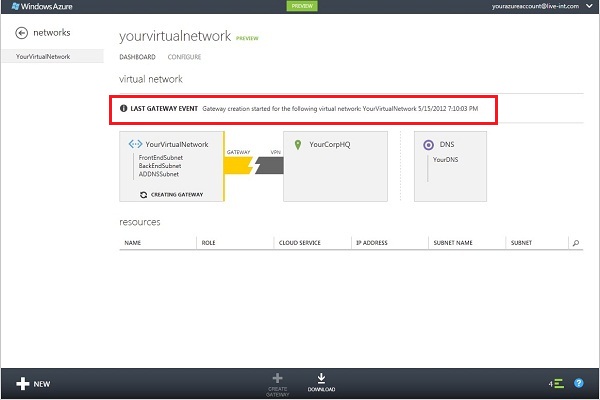 Windows Azure
PREVIEW
yourazureaccount@live-int.com
networks
YourVirtualNetwork
yourvirtualnetwork PREVIEW
DASHBOARD CONFIGURE
virtual network
LAST GATEWAY EVENT Gateway creation started for the following virtual network: YourVirtualNetwork 5/15/2012 7:10:03 PM
YourVirtualNetwork
FrontEndSubnet
BackEndSubnet
ADDNSSubnet
CREATING GATEWAY
GATEWAY VPN
YourCorpHQ
DNS
YourDNS
resources
NAME ROLE CLOUD SERVICE IP ADDRESS SUBNET NAME SUBNET
NEW
CREATE
GATEWAY
DOWNLOAD
4
?